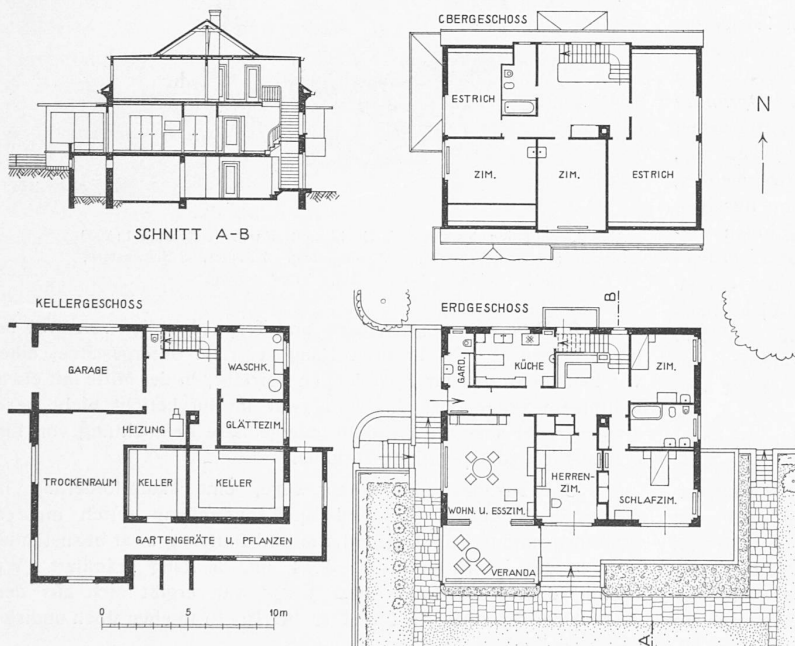 OBERGESCHOSS
ESTRICH
ZIM.
ZIM.
ESTRICH
N
SCHNITT A-B
KELLERGESCHOSS
GARAGE
WASCHK.
HEIZUNG
GLÄTTEZIM.
TROCKENRAUM
KELLER
KELLER
GARTENGERÄTE U. PFLANZEN
0 5 10m
ERDGESCHOSS
B
GARD.
KÜCHE
ZIM.
WOHN. U. ESSZIM.
HERREN-
ZIM.
SCHLAFZIM.
VERANDA
A